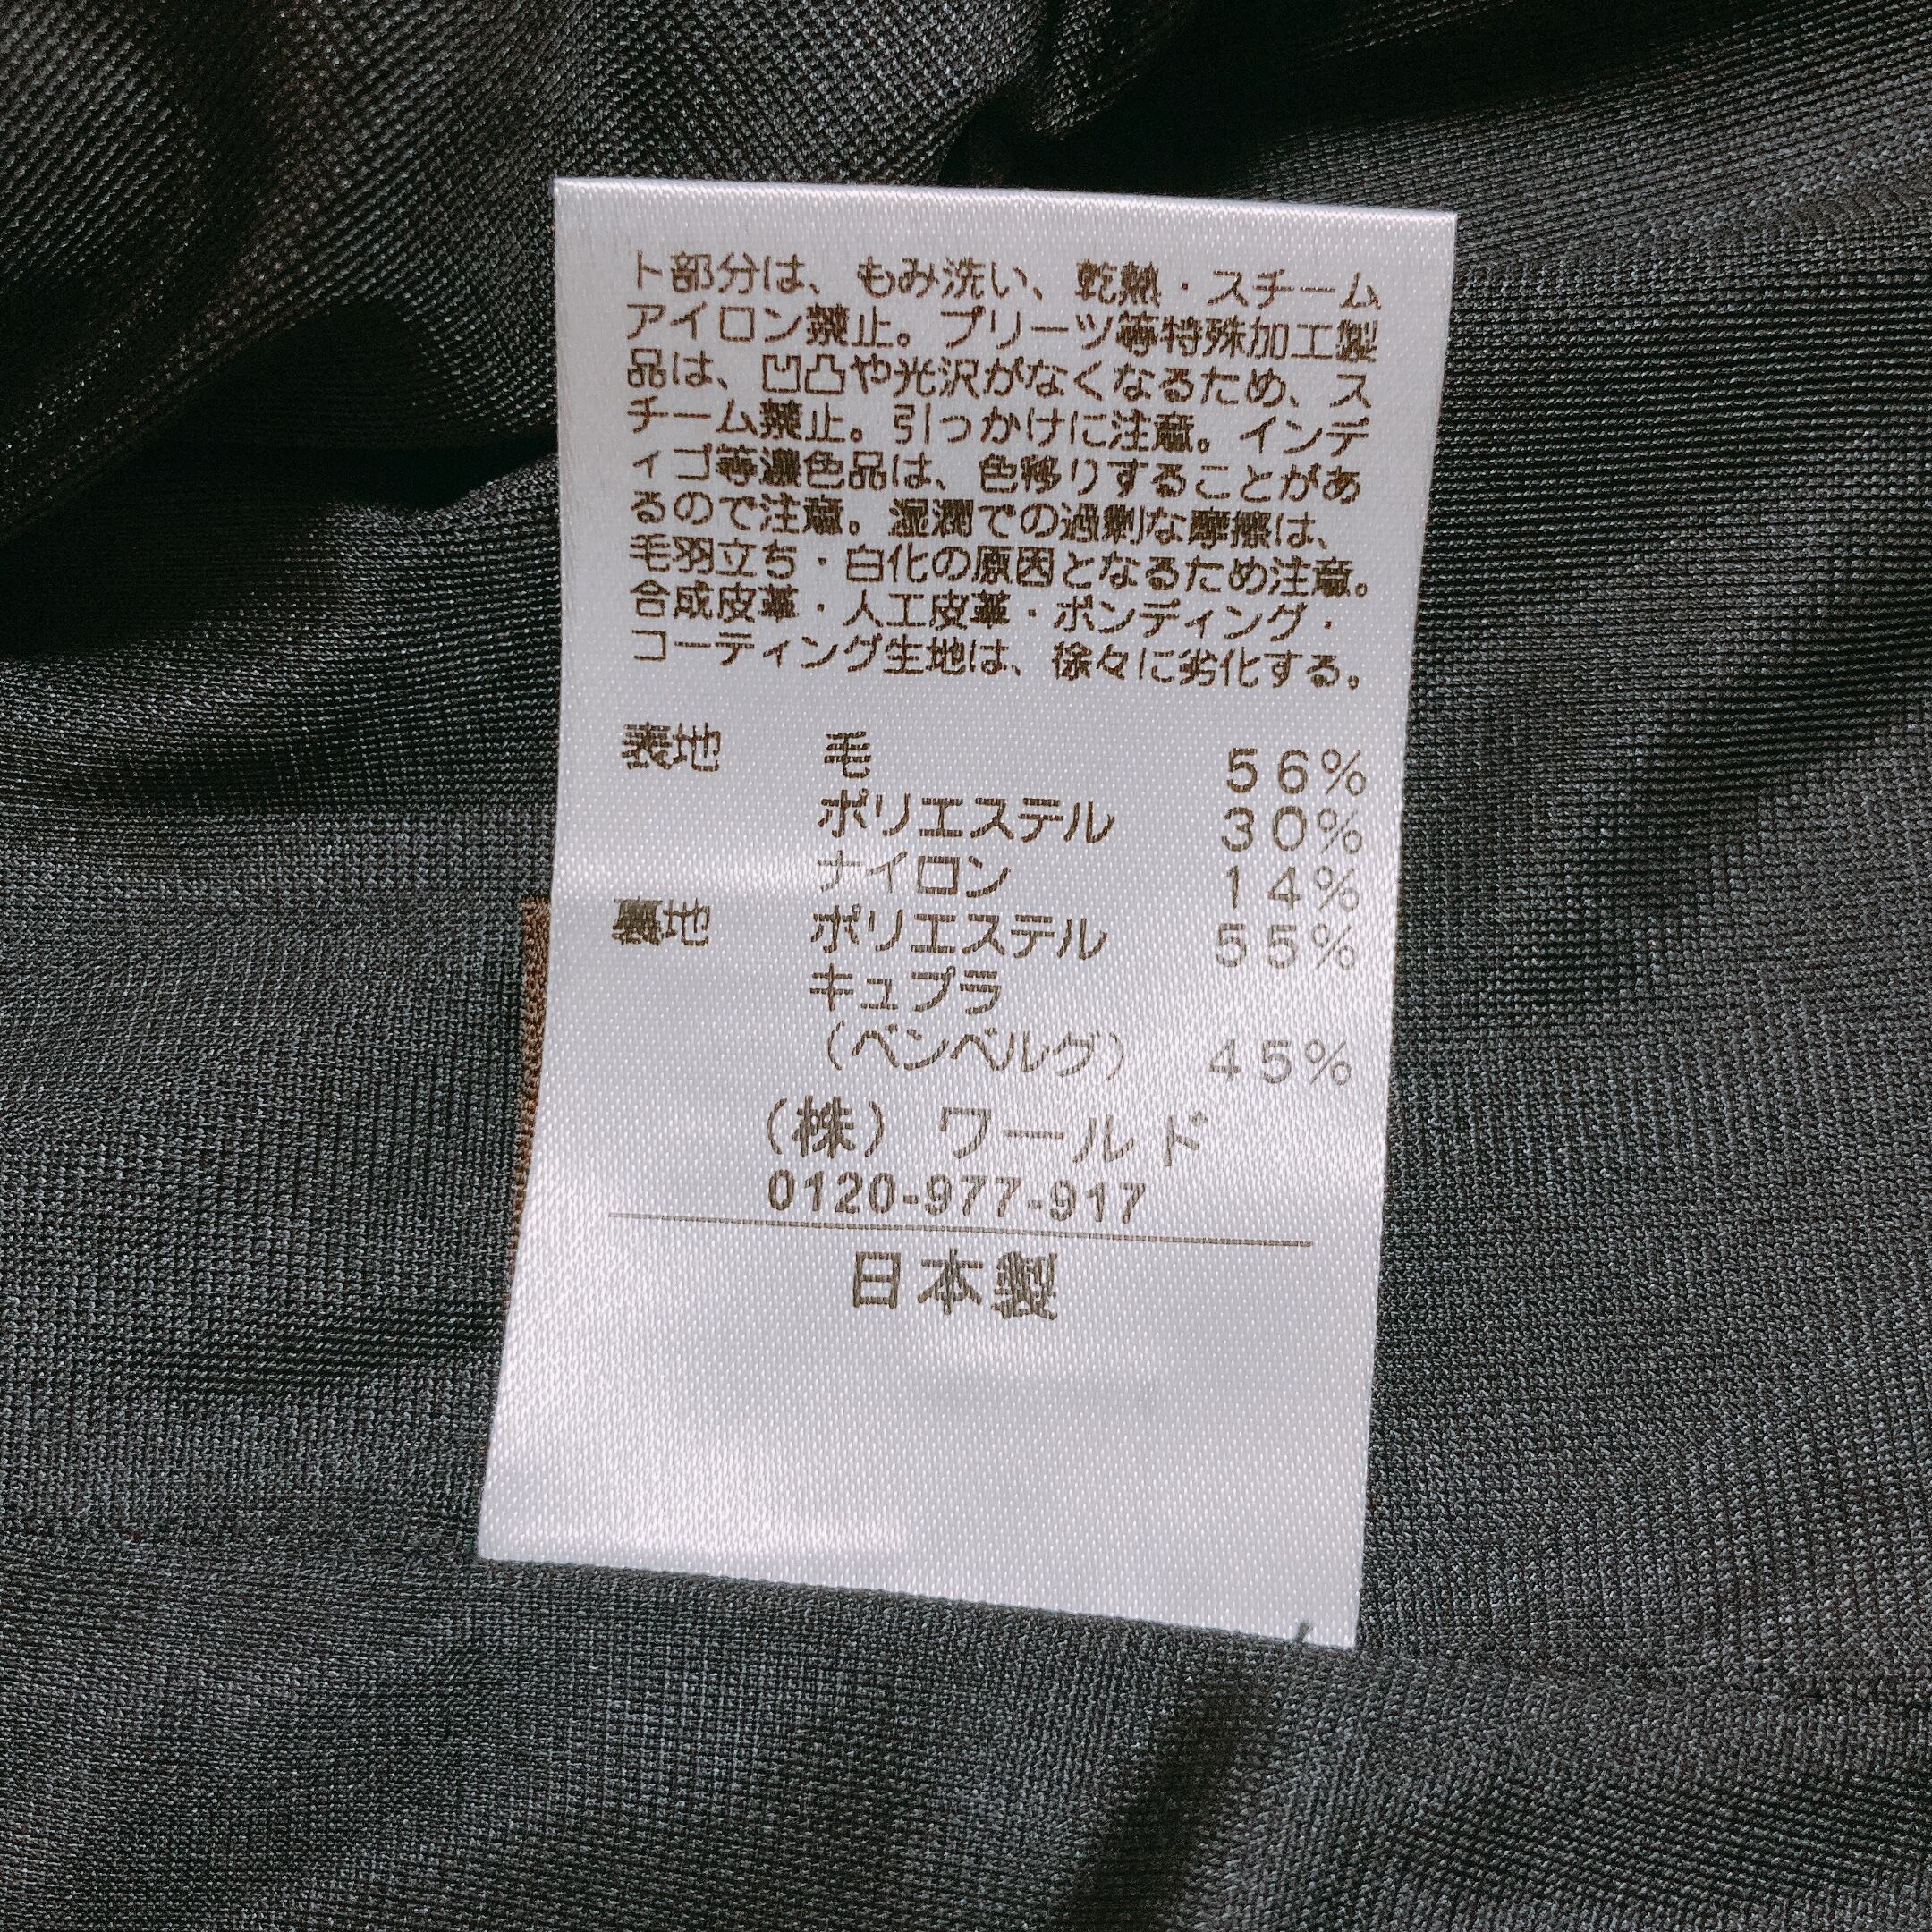 ト部分は、もみ洗い、乾熱・スチーム
アイロン禁止。プリーツ等特殊加工製
品は、凹凸や光沢がなくなるため、ス
チーム禁止。引っかけに注意。インデ
ィゴ等濃色品は、色移りすることがあ
るので注意。湿潤での過剰な摩擦は、
毛羽立ち・白化の原因となるため注意。
合成皮革・人工皮革・ボンディング・
コーティング生地は、徐々に劣化する。
表地 毛 56%
ポリエステル 30%
ナイロン 14%
裏地 ポリエステル 55%
キュプラ
(ベンベルグ) 45%
(株) ワールド
0120-977-917
日本製